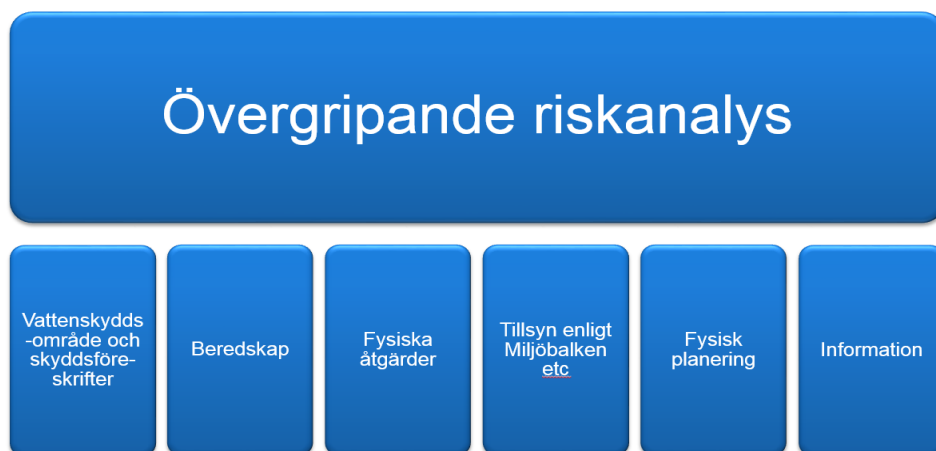 Övergripande riskanalys
Vattenskydds
-område och
skyddsföre-
skrifter
Beredskap
Fysiska
åtgärder
Tillsyn enligt
Miljöbalken
etc
Fysisk
planering
Information